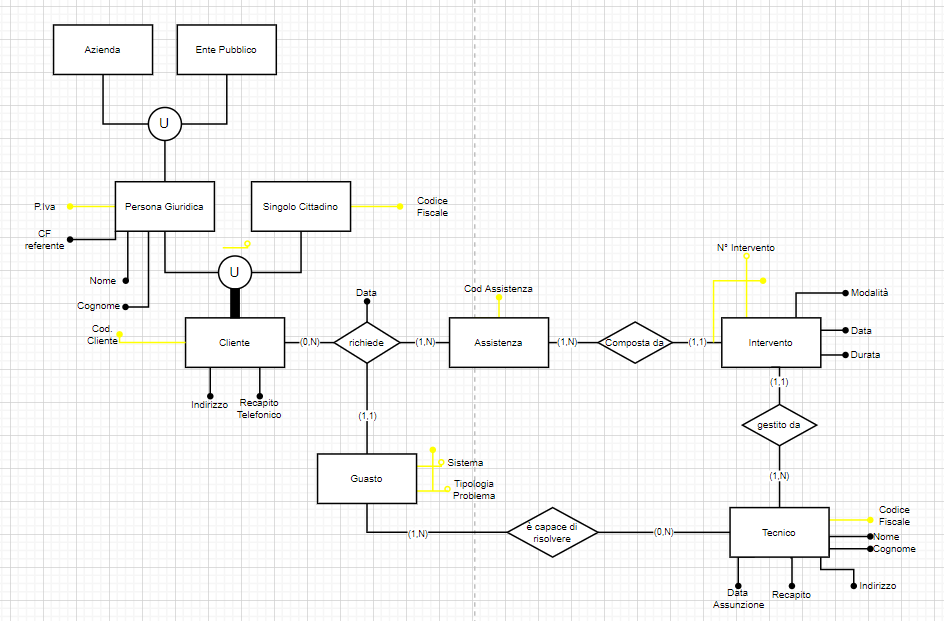 Azienda
Ente Pubblico
U
P.Iva
Persona Giuridica
Singolo Cittadino
Codice
Fiscale
CF
referente
Nome
Cognome
U
N° Intervento
Cod Assistenza
Data
Modalità
Cod.
Cliente
Cliente
(0,N)
richiede
(1,N)
Assistenza
(1,N)
Composta da
(1,1)
Intervento
Data
Durata
Indirizzo
Recapito
Telefonico
(1,1)
(1,1)
gestito da
Guasto
Sistema
Tipologia
Problema
(1,N)
(1,N)
è capace di
risolvere
(0,N)
Tecnico
Codice
Fiscale
Nome
Cognome
Data
Assunzione
Recapito
Indirizzo